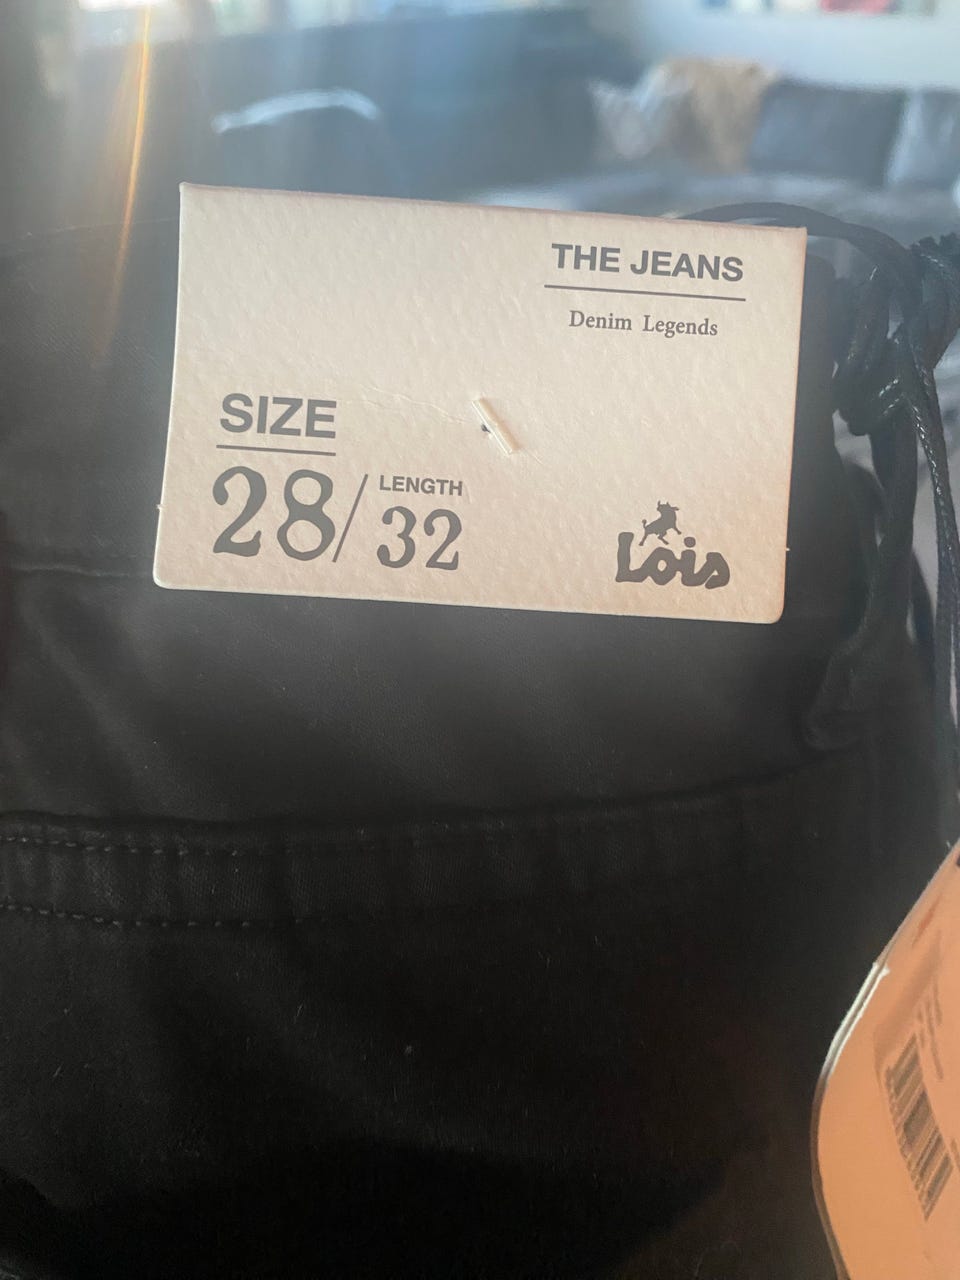 THE JEANS
Denim Legends
SIZE
28/ LENGTH 32
Lois